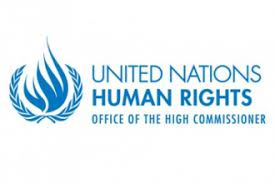 UNITED NATIONS
HUMAN RIGHTS
OFFICE OF THE HIGH COMMISSIONER